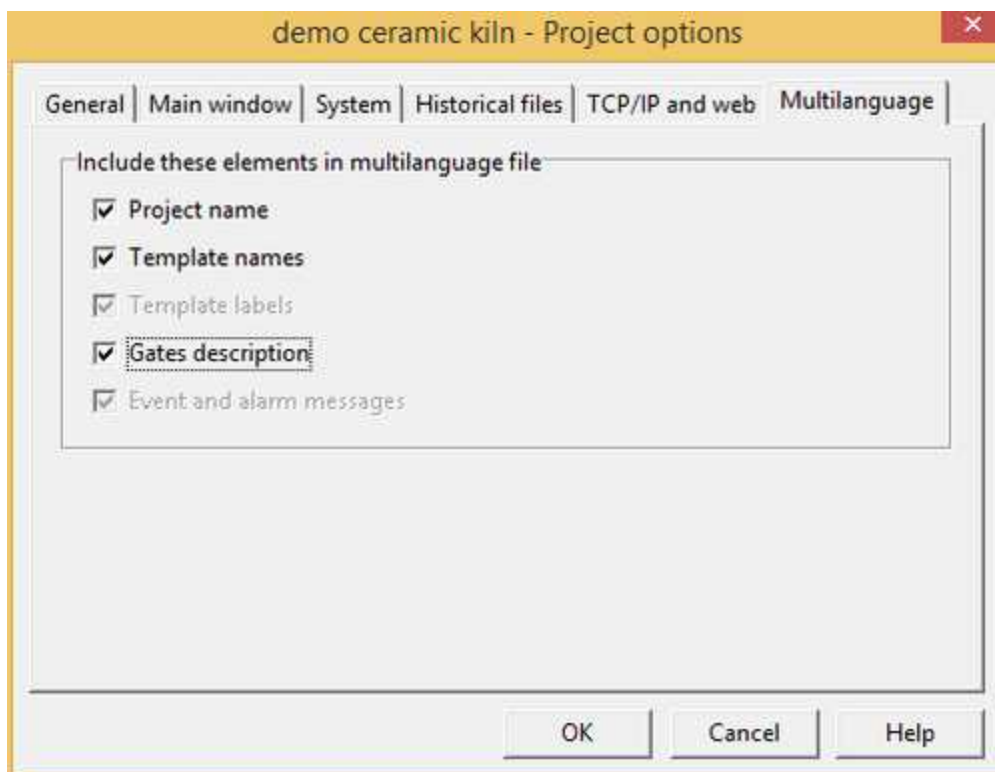 demo ceramic kiln - Project options
General Main window System Historical files TCP/IP and web Multilanguage
Include these elements in multilanguage file
Project name
Template names
Template labels
Gates description
Event and alarm messages
OK Cancel Help